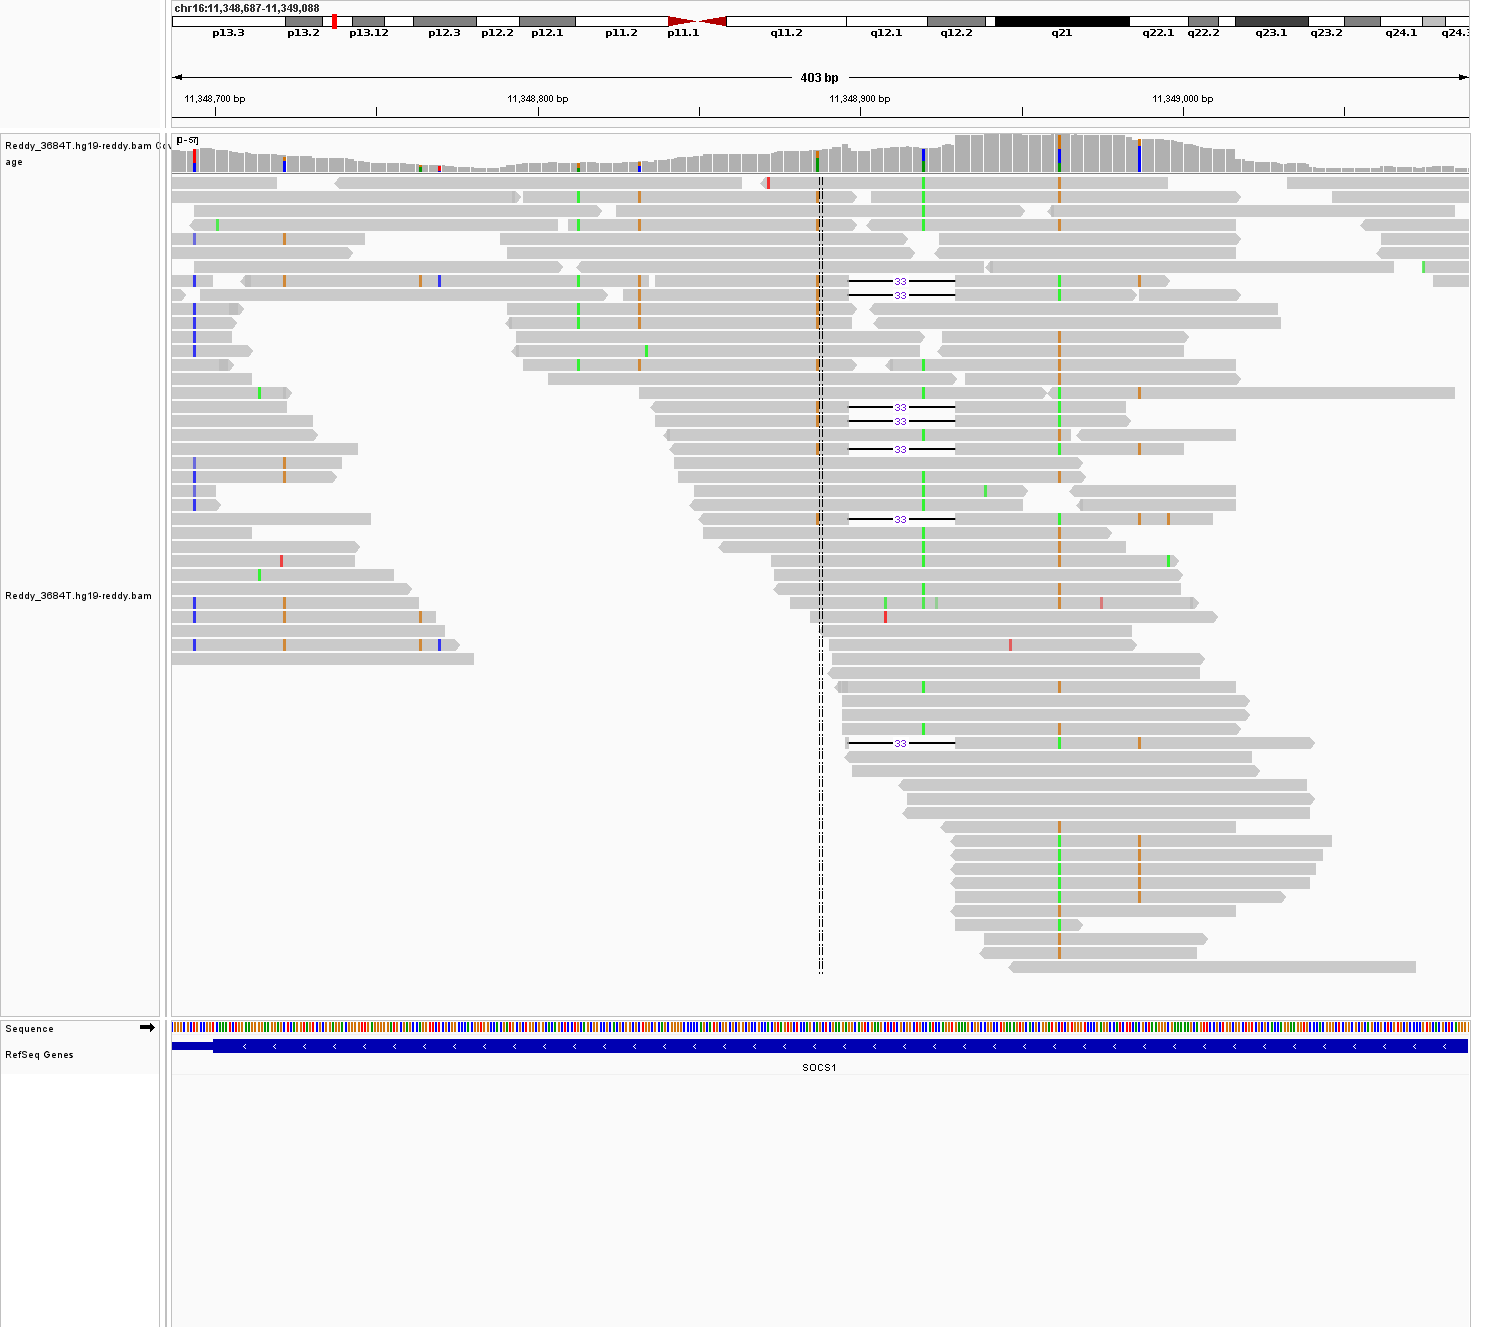 chr16:11,348,687-11,349,088
p13.3 p13.2 p13.12 p12.3 p12.2 p12.1 p11.2 p11.1 q11.2 q12.1 q12.2 q21 q22.1 q22.2 q23.1 q23.2 q24.1 q24.3
403 bp
11,348,700 bp 11,348,800 bp 11,348,900 bp 11,349,000 bp
Reddy_3684T.hg19-reddy.bam Cov
age
[0-57]
33
33
33
33
33
33
Reddy_3684T.hg19-reddy.bam
33
Sequence
RefSeq Genes
SOCS1